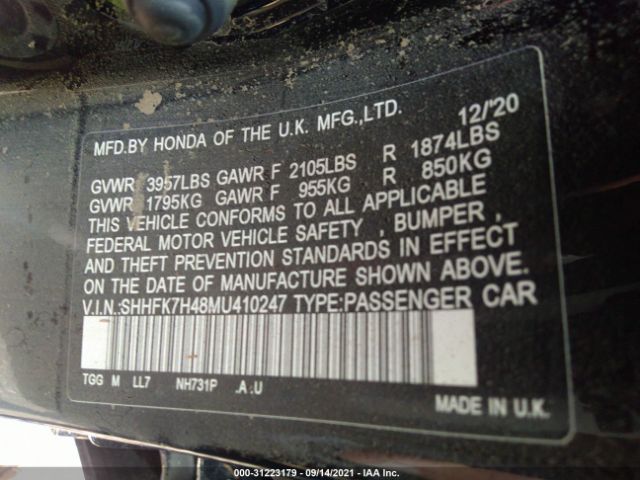 MFD.BY HONDA OF THE U.K. MFG.,LTD. 12/'20
GVWR 3957LBS GAWR F 2105LBS R 1874LBS
GVWR 1795KG GAWR F 955KG R 850KG
THIS VEHICLE CONFORMS TO ALL APPLICABLE
FEDERAL MOTOR VEHICLE SAFETY , BUMPER ,
AND THEFT PREVENTION STANDARDS IN EFFECT
ON THE DATE OF MANUFACTURE SHOWN ABOVE.
V.I.N.:SHHFK7H48MU410247 TYPE:PASSENGER CAR
TGG M LL7 NH731P .A.U
MADE IN U.K.
000-31223179 - 09/14/2021 - IAA Inc.